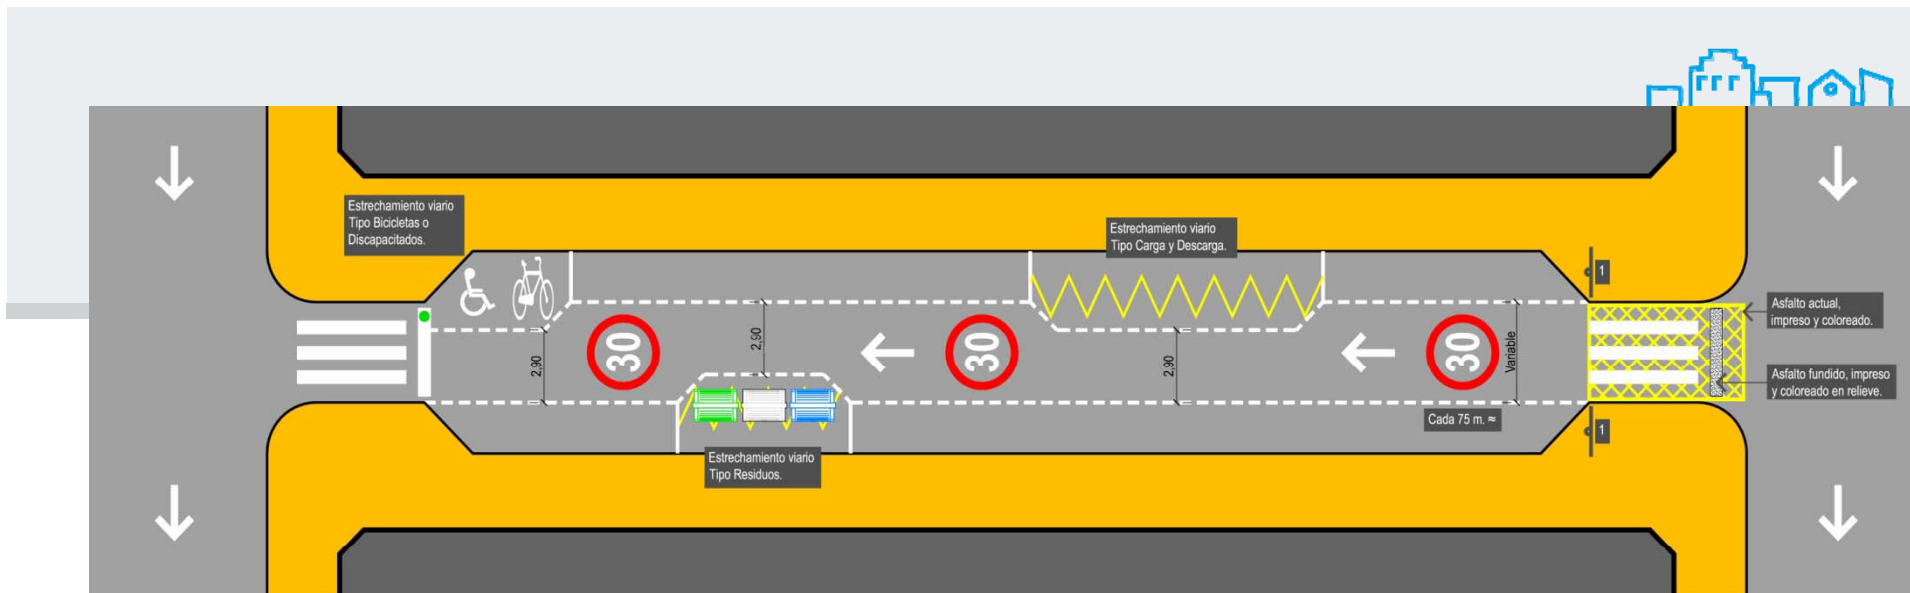 Estrechamiento viario
Tipo Bicicletas o
Discapacitados.
Estrechamiento viario
Tipo Carga y Descarga.
1
Asfalto actual,
impreso y coloreado.
2,90
30
2,90
30
2,90
30
Variable
Asfalto fundido, impreso
y coloreado en relieve.
Cada 75 m. ≈
1
Estrechamiento viario
Tipo Residuos.